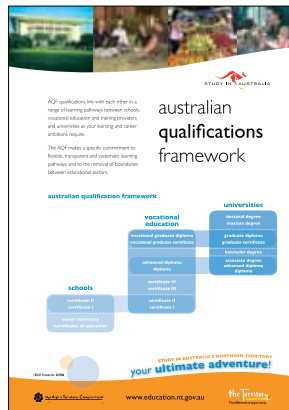 STUDY IN AUSTRALIA
AQF qualifications link with each other in a
range of learning pathways between schools,
vocational education and training providers
and universities as your learning and career
ambitions require.
The AQF makes a specific commitment to
flexible, transparent and systematic learning
pathways and to the removal of boundaries
between educational sectors.
australian
qualifications
framework
australian qualification framework
universities
doctoral degree
masters degree
vocational
education
vocational graduate diploma
vocational graduate certificate
graduate diploma
graduate certificate
bachelor degree
advanced diploma
diploma
associate degree
advanced diploma
diploma
schools
certificate IV
certificate III
certificate II
certificate I
certificate II
certificate I
senior secondary
certificates of education
STUDY IN AUSTRALIA'S NORTHERN TERRITORY
your ultimate adventure!
Northern Territory Government
www.education.nt.gov.au
the Territory